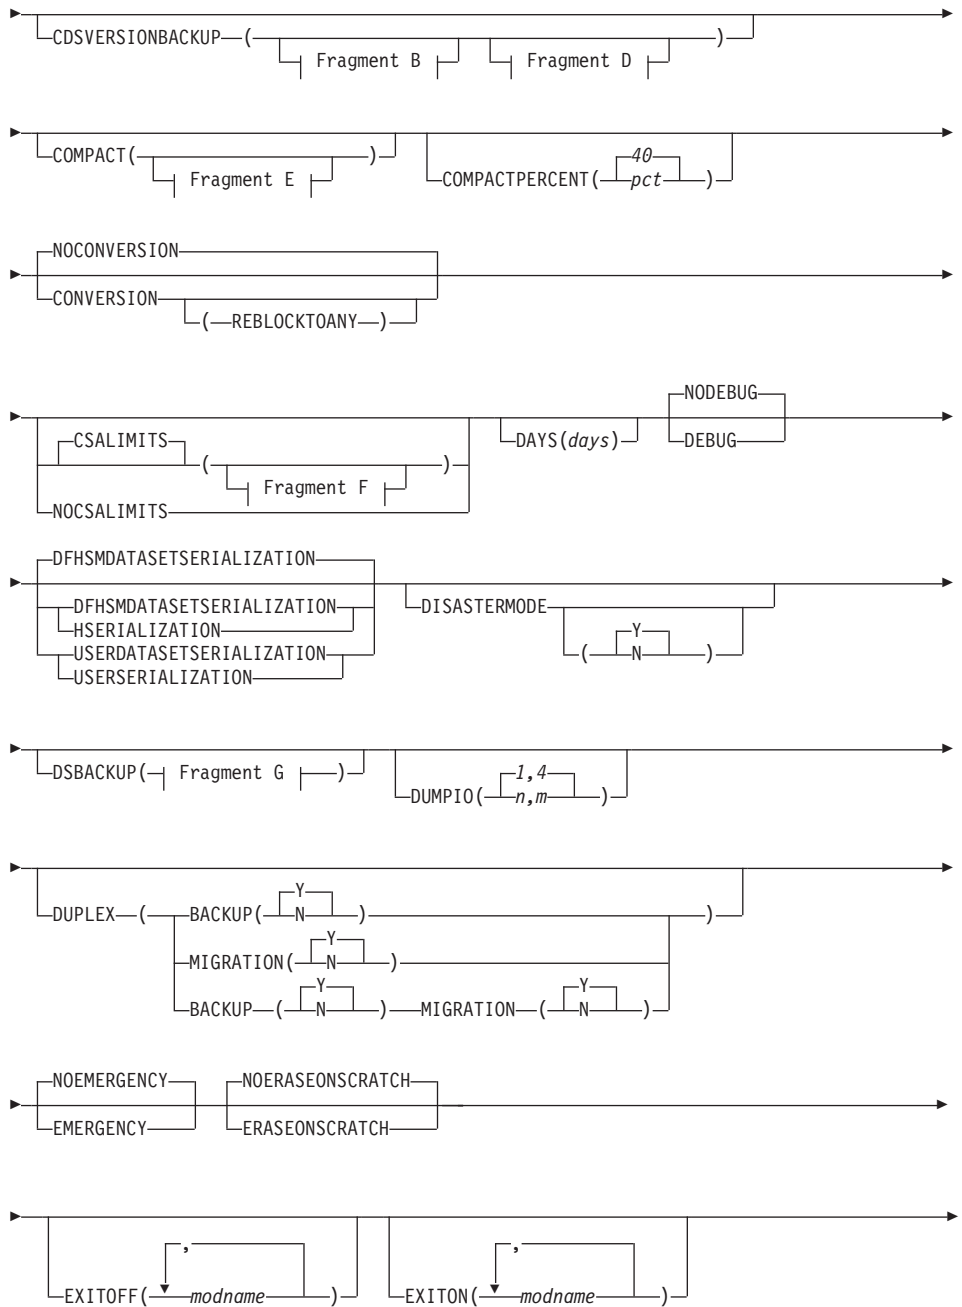 CDSVERSIONBACKUP ( Fragment B Fragment D )
COMPACT( Fragment E )
40
COMPACTPERCENT( pct )
NOCONVERSION
CONVERSION
( REBLOCKTOANY )
NODEBUG
CSALIMITS
DAYS(days)
DEBUG
( Fragment F )
NOCSALIMITS
DFHSMDATASETSERIALIZATION
DFHSMDATASETSERIALIZATION
DISASTERMODE
HSERIALIZATION
Y
USERDATASETSERIALIZATION
( N )
USERSERIALIZATION
DSBACKUP( Fragment G )
1,4
DUMPIO( n,m )
Y
DUPLEX ( BACKUP( N ) )
Y
MIGRATION( N )
Y Y
BACKUP ( N ) MIGRATION ( N )
NOEMERGENCY NOERASEONSCRATCH
EMERGENCY ERASEONSCRATCH
, ,
EXITOFF( modname ) EXITON( modname )